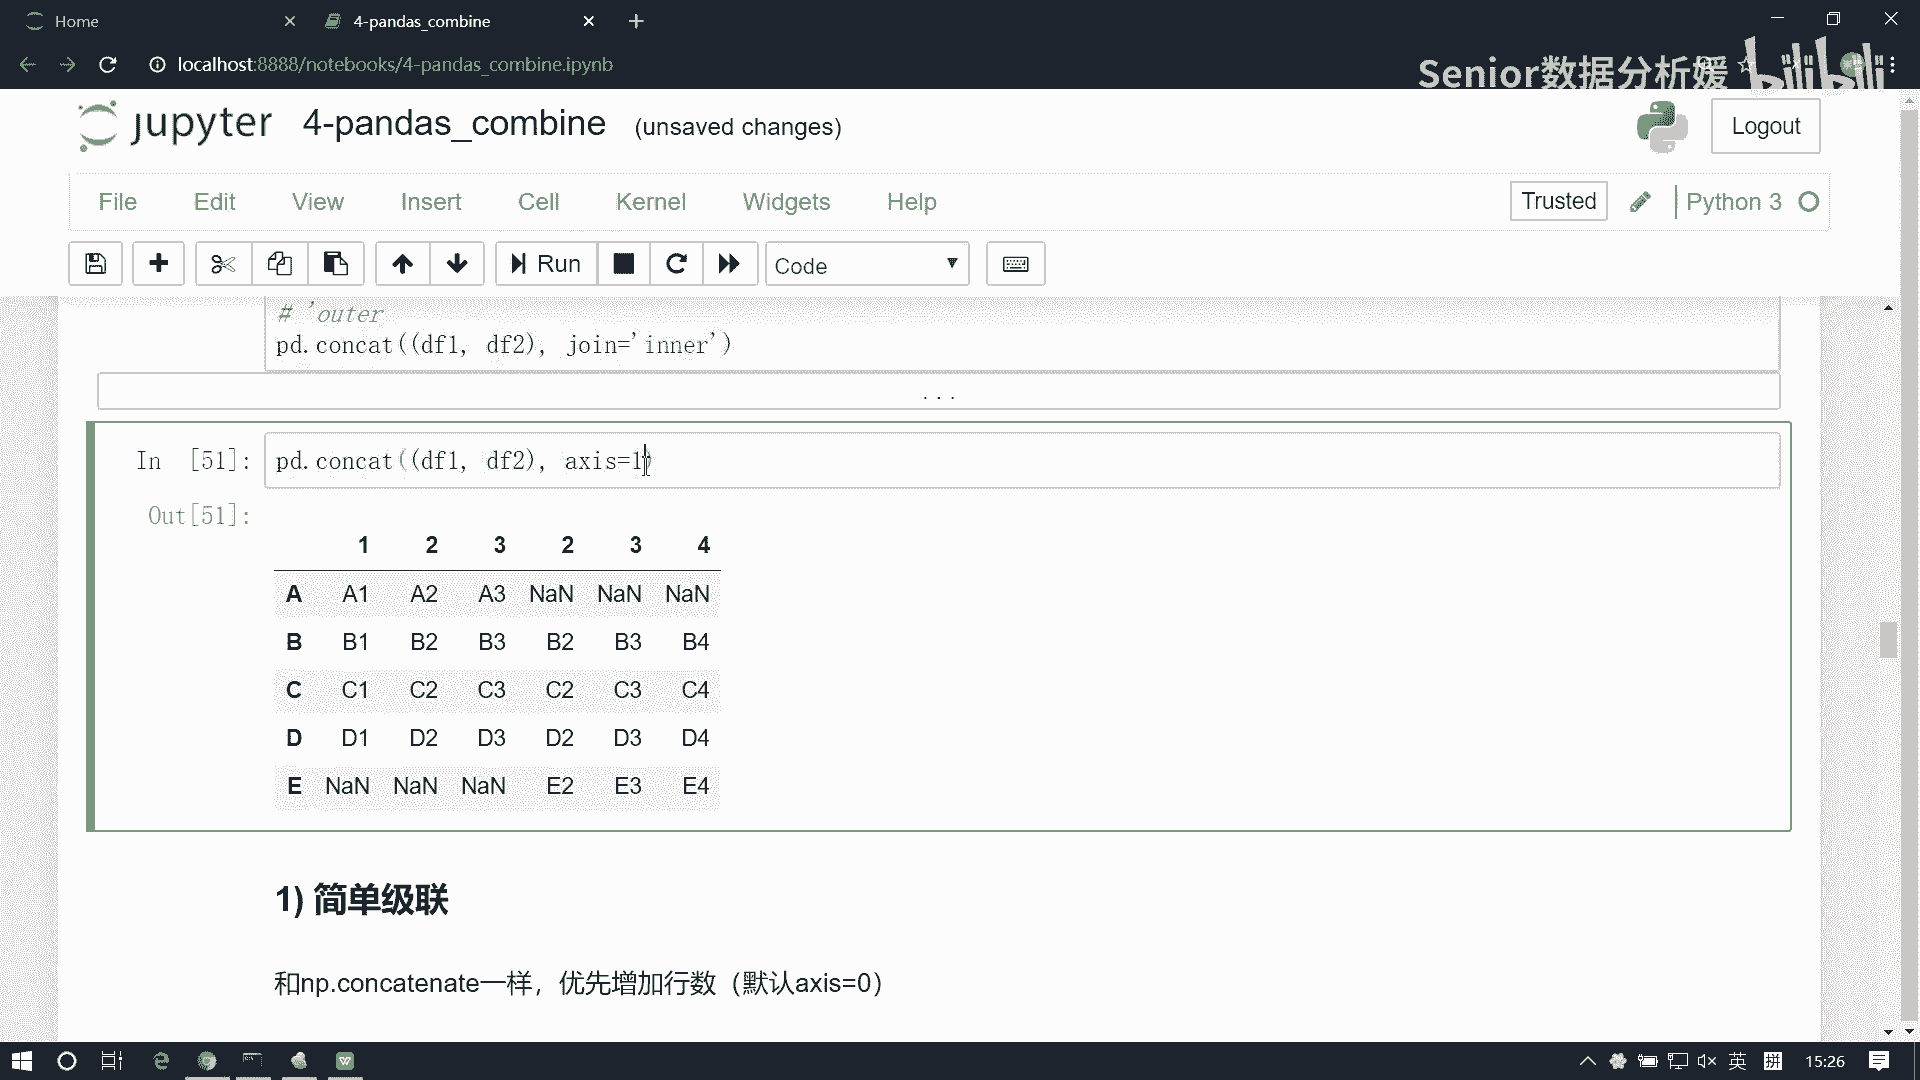 Home
4-pandas_combine
localhost:8888/notebooks/4-pandas_combine.ipynb
Senior数据分析媛 bilibili
jupyter 4-pandas_combine (unsaved changes)
Logout
File Edit View Insert Cell Kernel Widgets Help
Trusted
Python 3
Run
Code
# 'outer
pd.concat((df1, df2), join='inner')
...
In [51]: pd.concat((df1, df2), axis=1)
Out[51]:
1 2 3 2 3 4
A A1 A2 A3 NaN NaN NaN
B B1 B2 B3 B2 B3 B4
C C1 C2 C3 C2 C3 C4
D D1 D2 D3 D2 D3 D4
E NaN NaN NaN E2 E3 E4
1) 简单级联
和np.concatenate一样，优先增加行数（默认axis=0）
英 拼 15:26